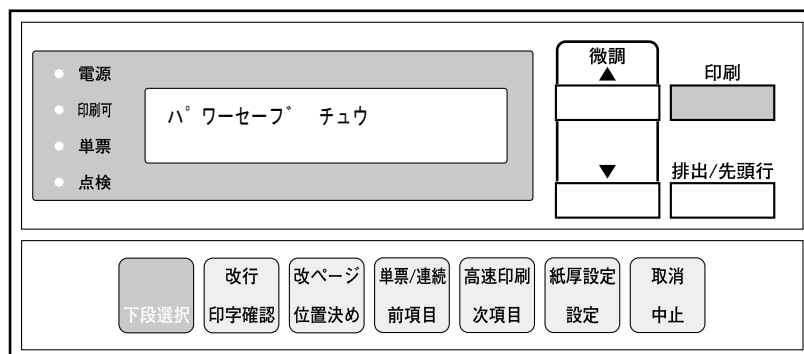 電源
印刷可
単票
点検
パワーセーブ チュウ
微調
▲
▼
印刷
排出/先頭行
下段選択
改行
印字確認
改ページ
位置決め
単票/連続
前項目
高速印刷
次項目
紙厚設定
設定
取消
中止